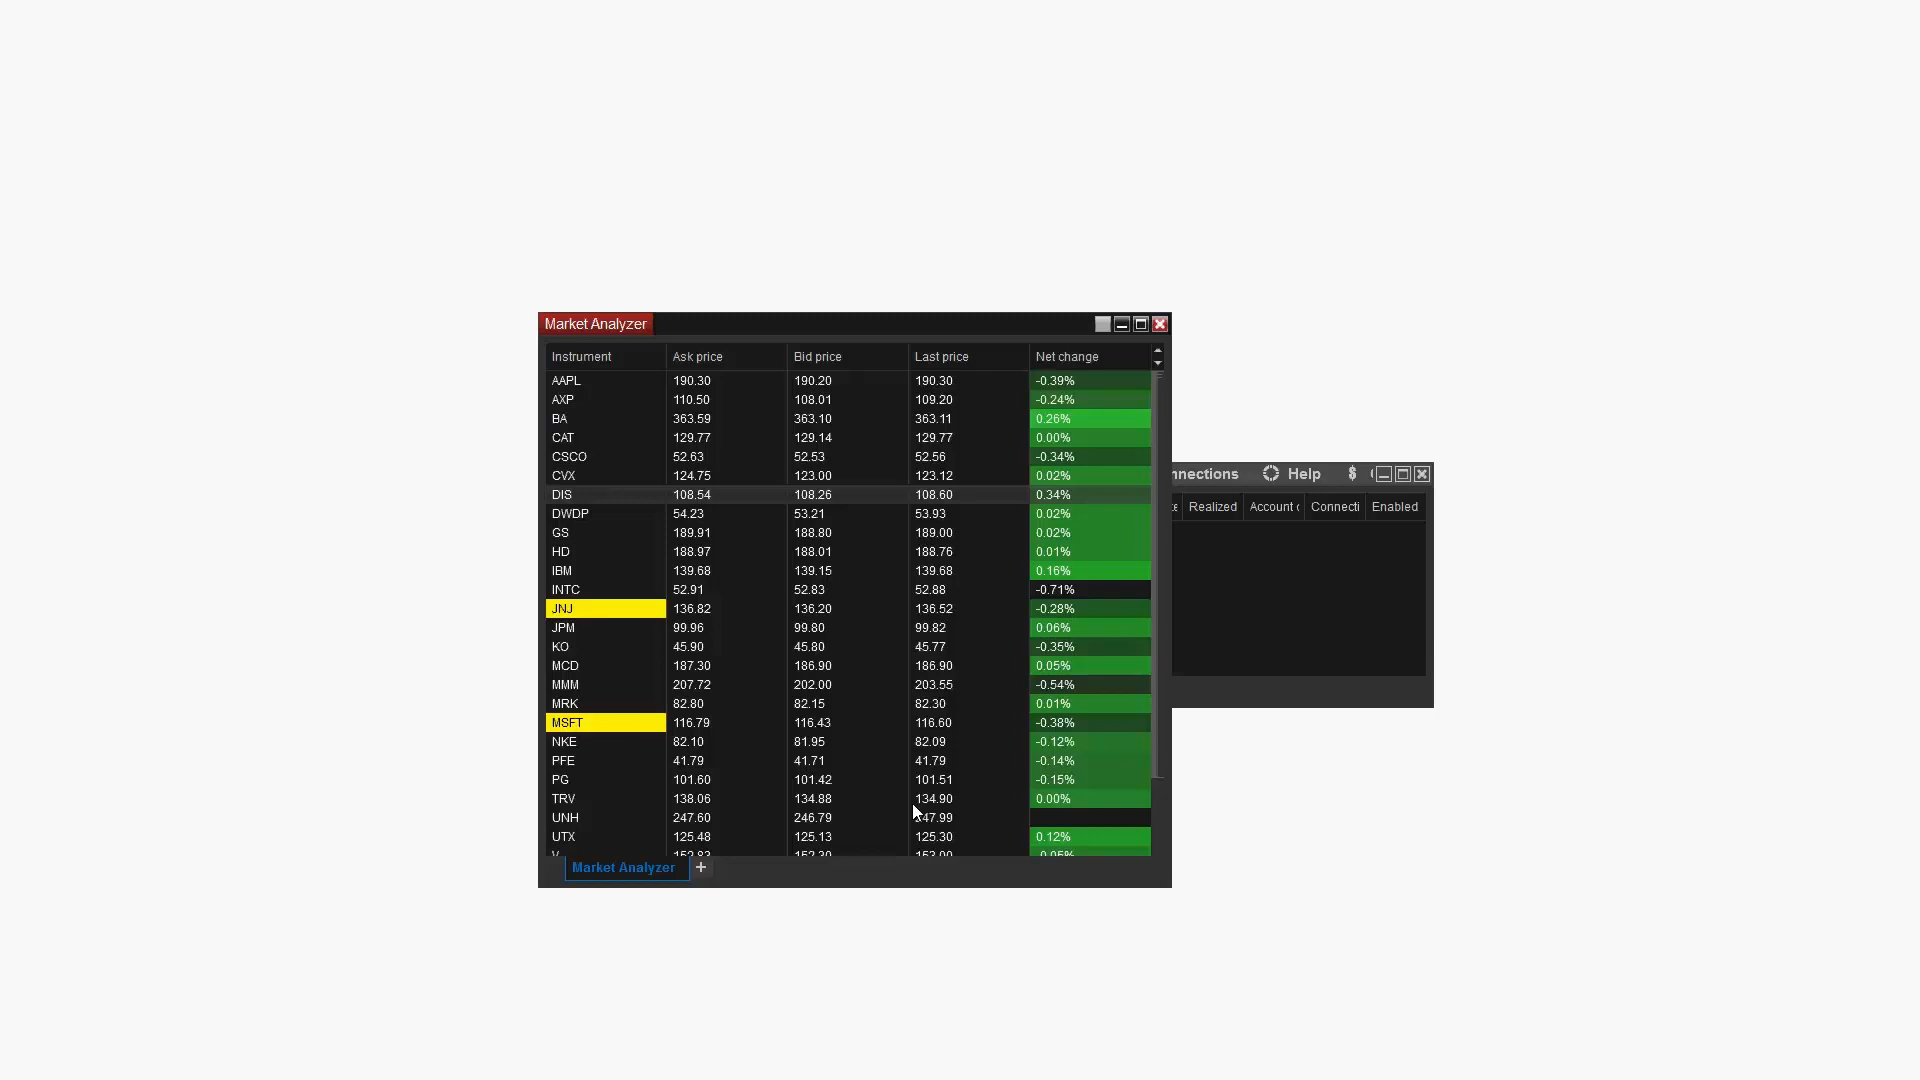 Market Analyzer
Instrument Ask price Bid price Last price Net change
AAPL 190.30 190.20 190.30 -0.39%
AXP 110.50 108.01 109.20 -0.24%
BA 363.59 363.10 363.11 0.26%
CAT 129.77 129.14 129.77 0.00%
CSCO 52.63 52.53 52.56 -0.34%
CVX 124.75 123.00 123.12 0.02%
DIS 108.54 108.26 108.60 0.34%
DWDP 54.23 53.21 53.93 0.02%
GS 189.91 188.80 189.00 0.02%
HD 188.97 188.01 188.76 0.01%
IBM 139.68 139.15 139.68 0.16%
INTC 52.91 52.83 52.88 -0.71%
JNJ 136.82 136.20 136.52 -0.28%
JPM 99.96 99.80 99.82 0.06%
KO 45.90 45.80 45.77 -0.35%
MCD 187.30 186.90 186.90 0.05%
MMM 207.72 202.00 203.55 -0.54%
MRK 82.80 82.15 82.30 0.01%
MSFT 116.79 116.43 116.60 -0.38%
NKE 82.10 81.95 82.09 -0.12%
PFE 41.79 41.71 41.79 -0.14%
PG 101.60 101.42 101.51 -0.15%
TRV 138.06 134.88 134.90 0.00%
UNH 247.60 246.79 247.99
UTX 125.48 125.13 125.30 0.12%
Market Analyzer +
nnections Help $
Realized Account Connecti Enabled